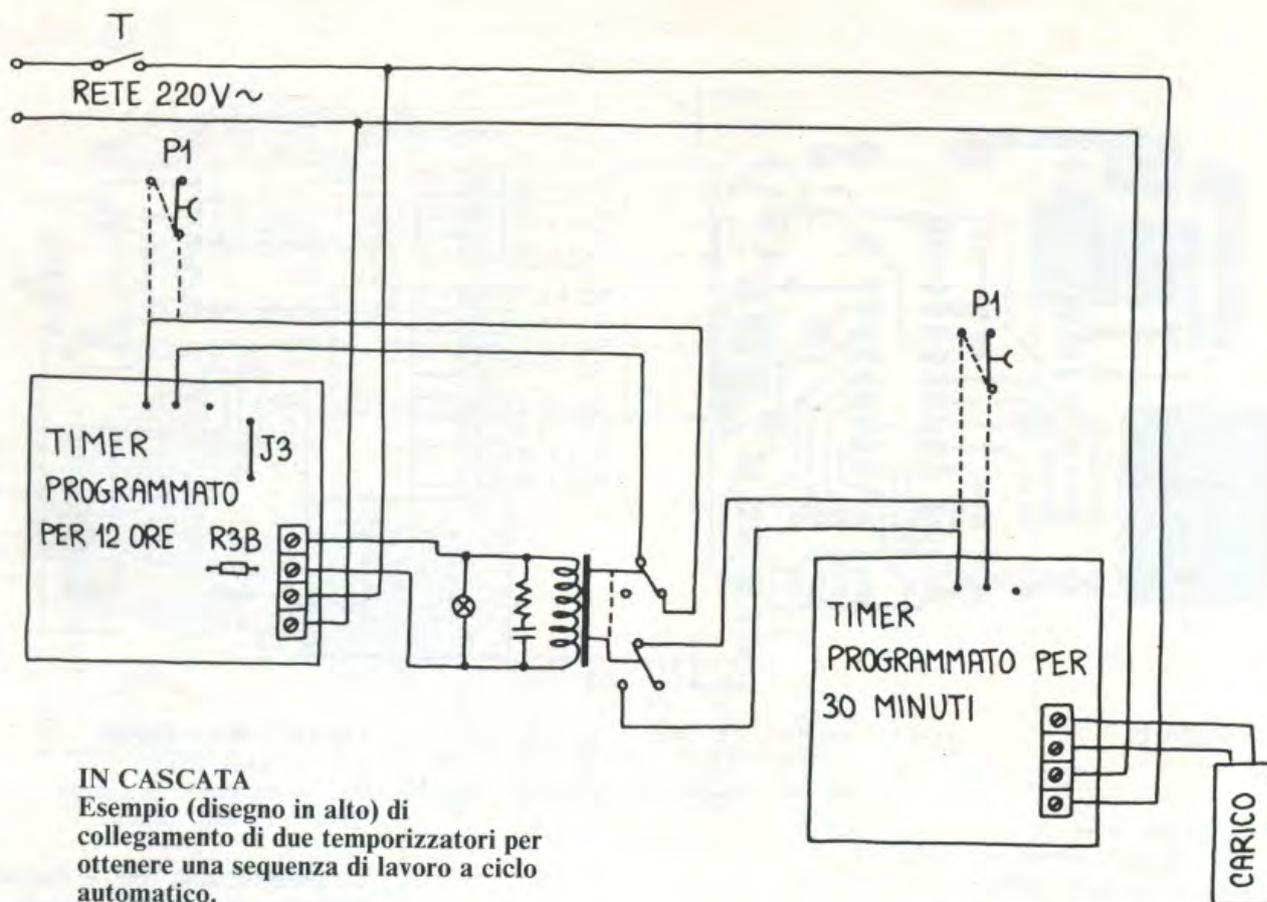 T
RETE 220V~
P1
P1
TIMER
PROGRAMMATO
PER 12 ORE
J3
R3B
TIMER
PROGRAMMATO PER
30 MINUTI
CARICO
IN CASCATA
Esempio (disegno in alto) di
collegamento di due temporizzatori per
ottenere una sequenza di lavoro a ciclo
automatico.